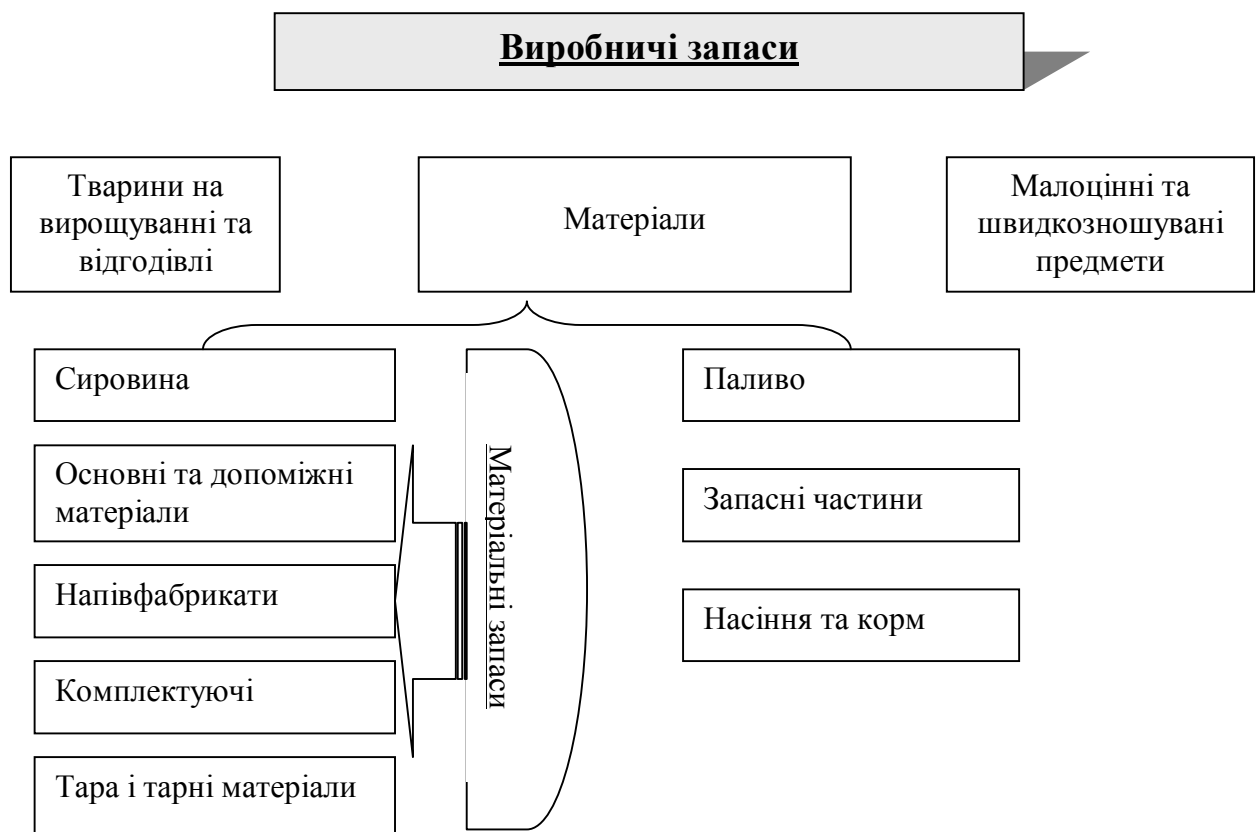 Виробничі запаси
Тварини на
вирощуванні та
відгодівлі
Матеріали
Малоцінні та
швидкозношувані
предмети
Сировина
Основні та допоміжні
матеріали
Напівфабрикати
Комплектуючі
Тара і тарні матеріали
Матеріальні запаси
Паливо
Запасні частини
Насіння та корм